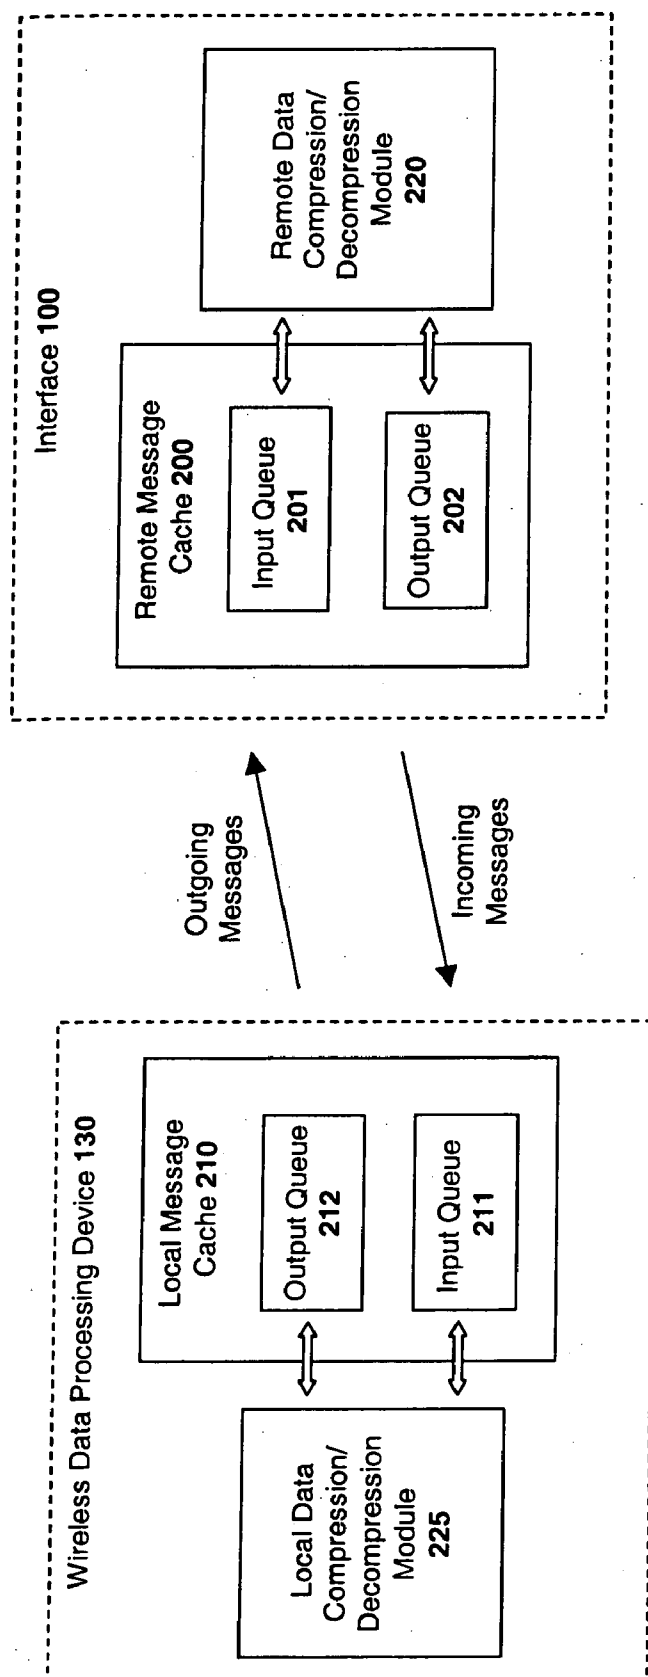 Wireless Data Processing Device 130
Local Data
Compression/
Decompression
Module
225
Local Message
Cache 210
Output Queue
212
Input Queue
211
Outgoing
Messages
Incoming
Messages
Interface 100
Remote Message
Cache 200
Input Queue
201
Output Queue
202
Remote Data
Compression/
Decompression
Module
220